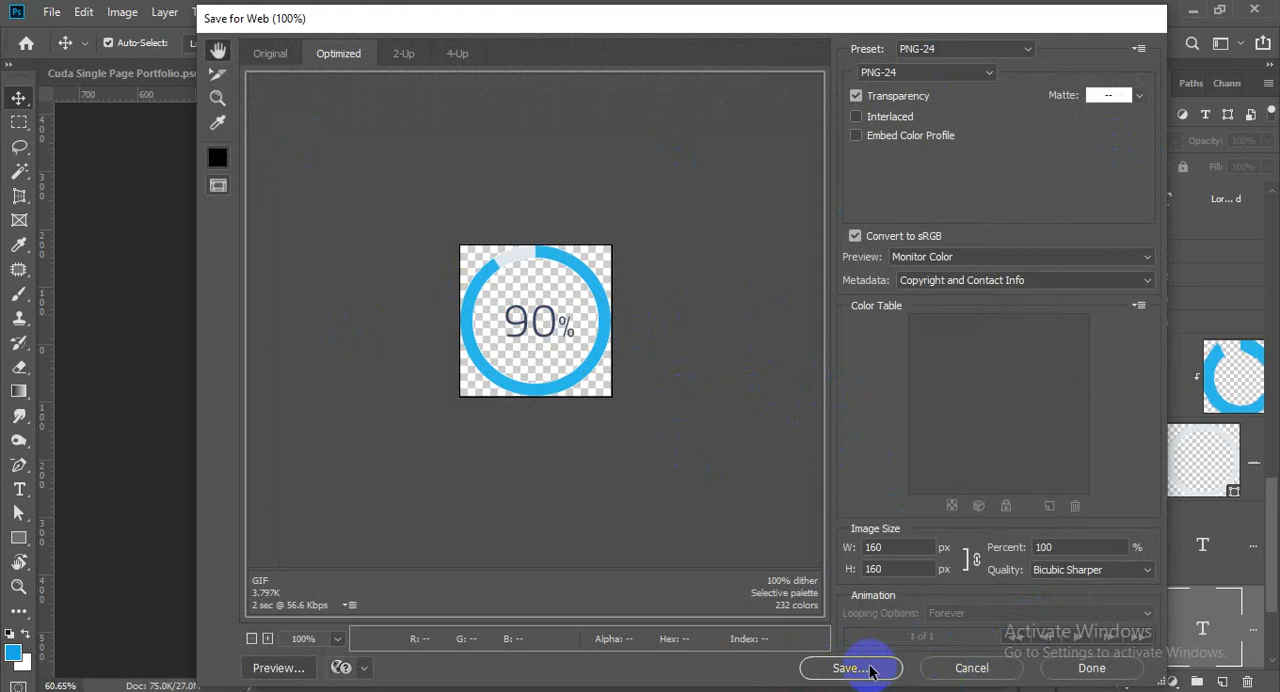 Save for Web (100%)
Ps File Edit Image Layer
Auto-Select:
Original Optimized 2-Up 4-Up
Preset: PNG-24
PNG-24
Cuda Single Page Portfolio.psd
Paths Chann
Transparency Matte: --
700 600
Interlaced
Embed Color Profile
Opacity: 100%
Fill: 100%
Lor... d
Convert to sRGB
Preview: Monitor Color
Metadata: Copyright and Contact Info
Color Table
90%
Image Size
W: 160 px Percent: 100 %
H: 160 px Quality: Bicubic Sharper
GIF 100% dither
3.797K Selective palette
2 sec @ 56.6 Kbps 232 colors
Animation
Looping Options: Forever
1 of 1
100% R: -- G: -- B: -- Alpha: -- Hex: -- Index: --
Activate Windows
Go to Settings to activate Windows.
Preview... Save... Cancel Done
60.65% Doc: 75.0K/27.0M